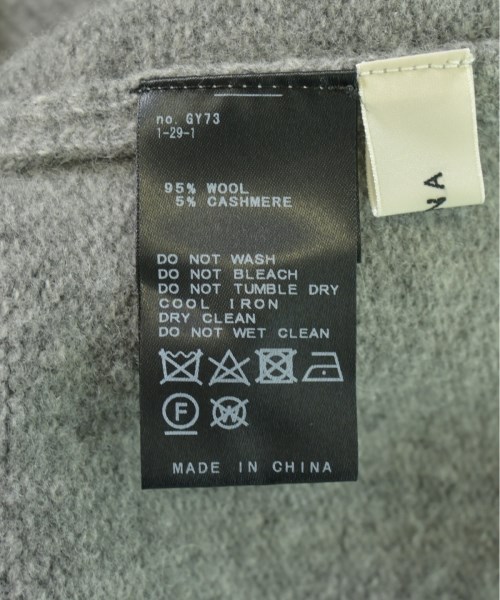 no. GY73
1-29-1
95% WOOL
5% CASHMERE
DO NOT WASH
DO NOT BLEACH
DO NOT TUMBLE DRY
COOL IRON
DRY CLEAN
DO NOT WET CLEAN
F W
MADE IN CHINA
NA